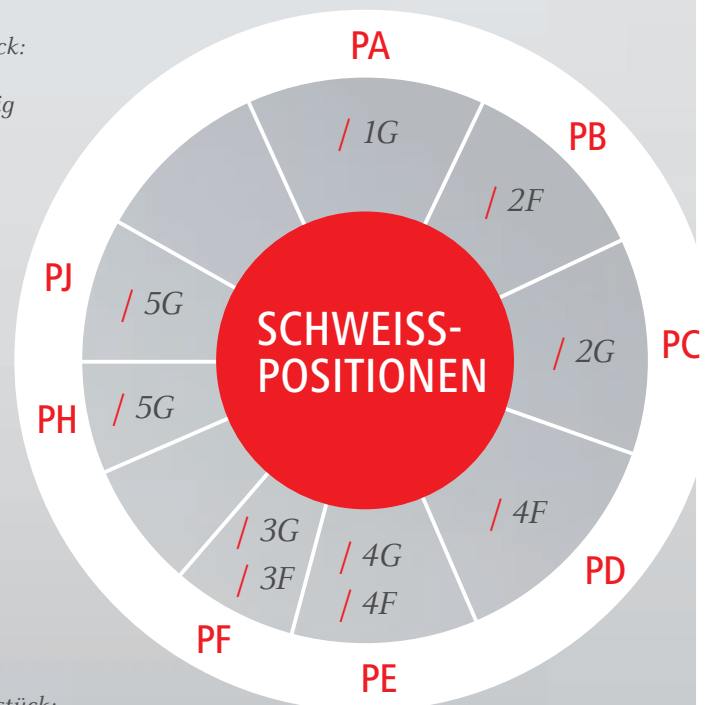 PA
/ 1G
PB
/ 2F
PC
/ 2G
PD
/ 4F
PE
/ 4G
/ 4F
PF
/ 3G
/ 3F
PH
/ 5G
PJ
/ 5G
SCHWEISS-
POSITIONEN